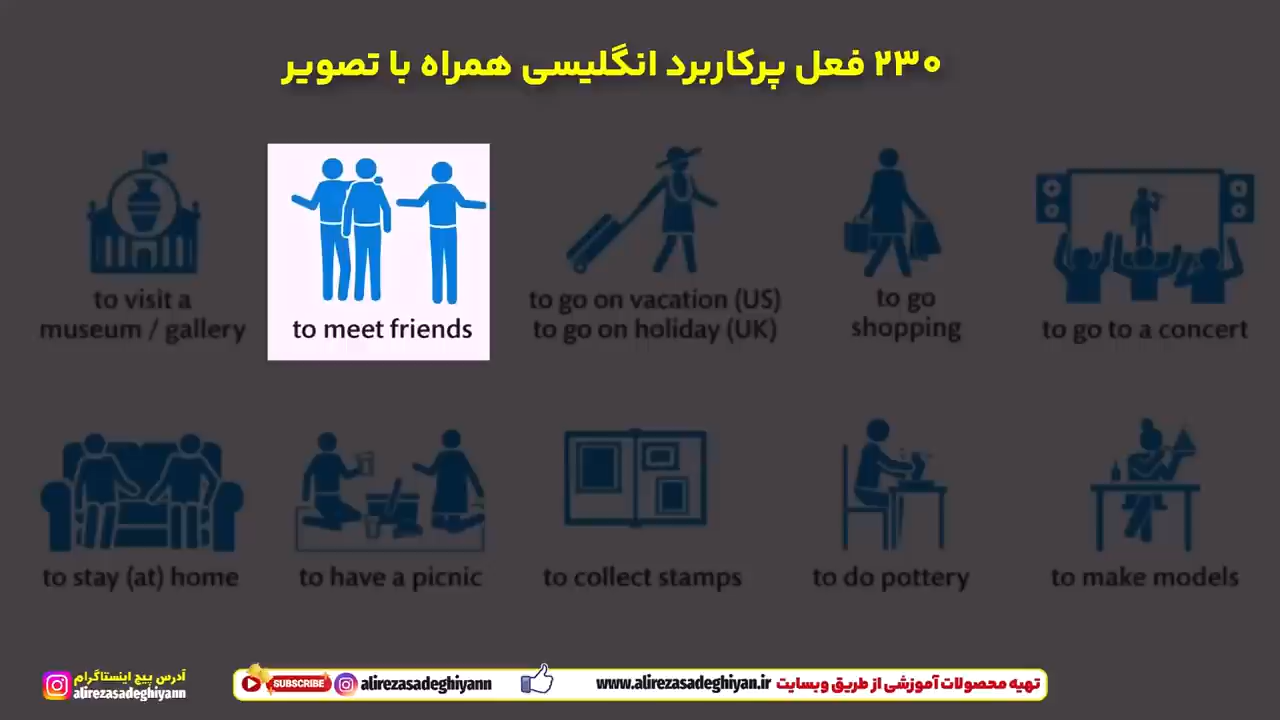 ۲۳۰ فعل پرکاربرد انگلیسی همراه با تصویر
to visit a
museum / gallery
to meet friends
to go on vacation (US)
to go on holiday (UK)
to go
shopping
to go to a concert
to stay (at) home
to have a picnic
to collect stamps
to do pottery
to make models
آدرس پیج اینستاگرام
alirezasadeghiyann
SUBSCRIBE
alirezasadeghiyann
تهیه محصولات آموزشی از طریق وبسایت www.alirezasadeghiyan.ir